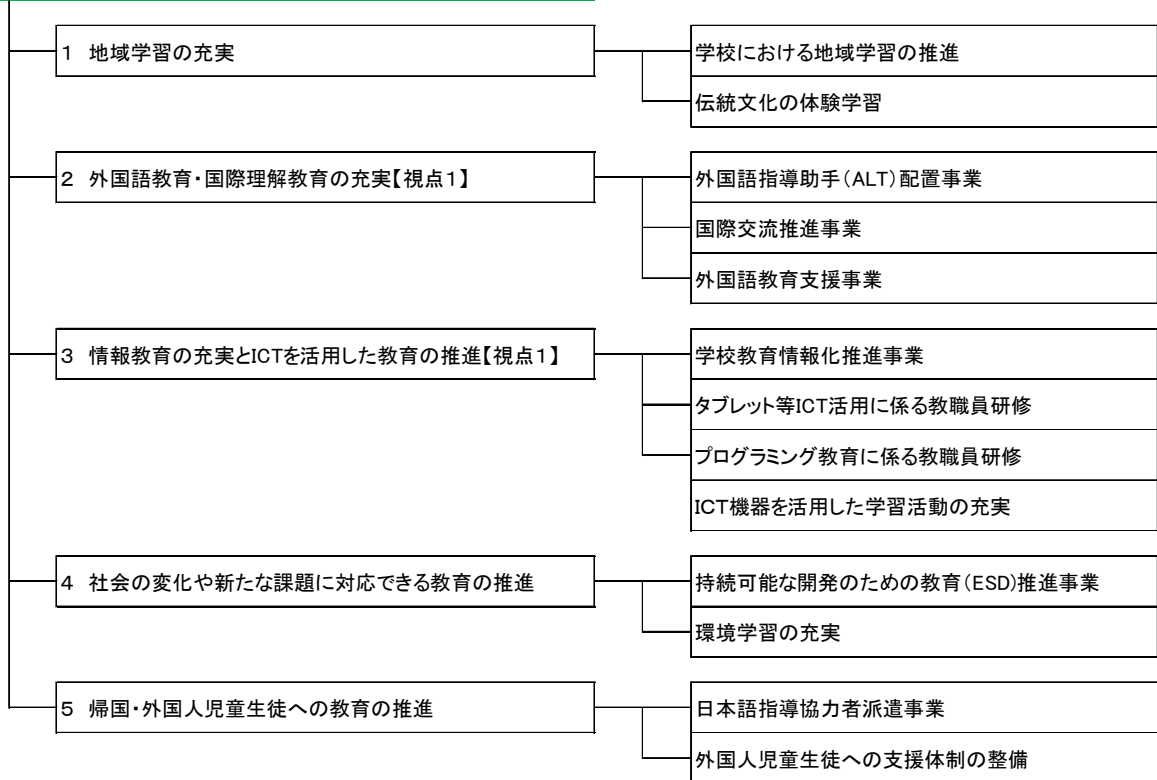 1 地域学習の充実
学校における地域学習の推進
伝統文化の体験学習
2 外国語教育・国際理解教育の充実【視点1】
外国語指導助手(ALT)配置事業
国際交流推進事業
外国語教育支援事業
3 情報教育の充実とICTを活用した教育の推進【視点1】
学校教育情報化推進事業
タブレット等ICT活用に係る教職員研修
プログラミング教育に係る教職員研修
ICT機器を活用した学習活動の充実
4 社会の変化や新たな課題に対応できる教育の推進
持続可能な開発のための教育(ESD)推進事業
環境学習の充実
5 帰国・外国人児童生徒への教育の推進
日本語指導協力者派遣事業
外国人児童生徒への支援体制の整備